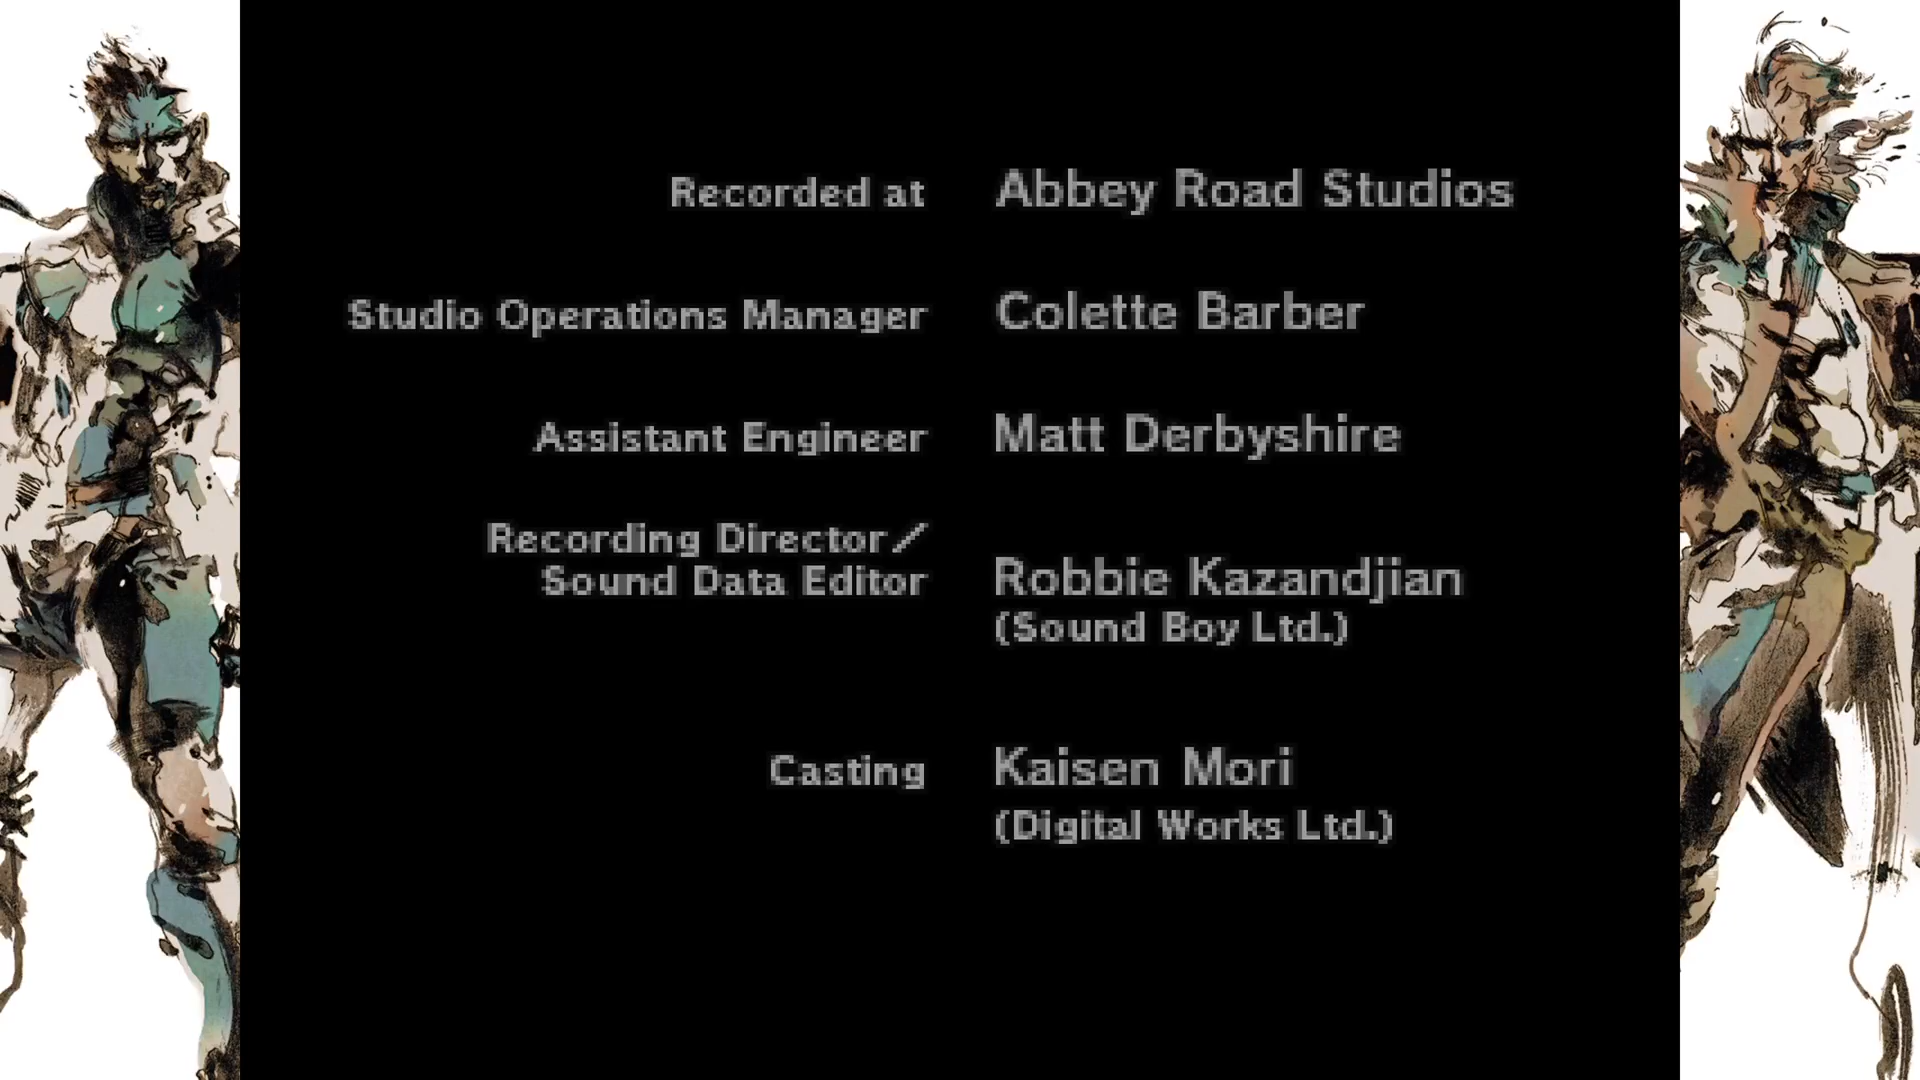 Recorded at Abbey Road Studios
Studio Operations Manager Colette Barber
Assistant Engineer Matt Derbyshire
Recording Director／
Sound Data Editor Robbie Kazandjian
(Sound Boy Ltd.)
Casting Kaisen Mori
(Digital Works Ltd.)